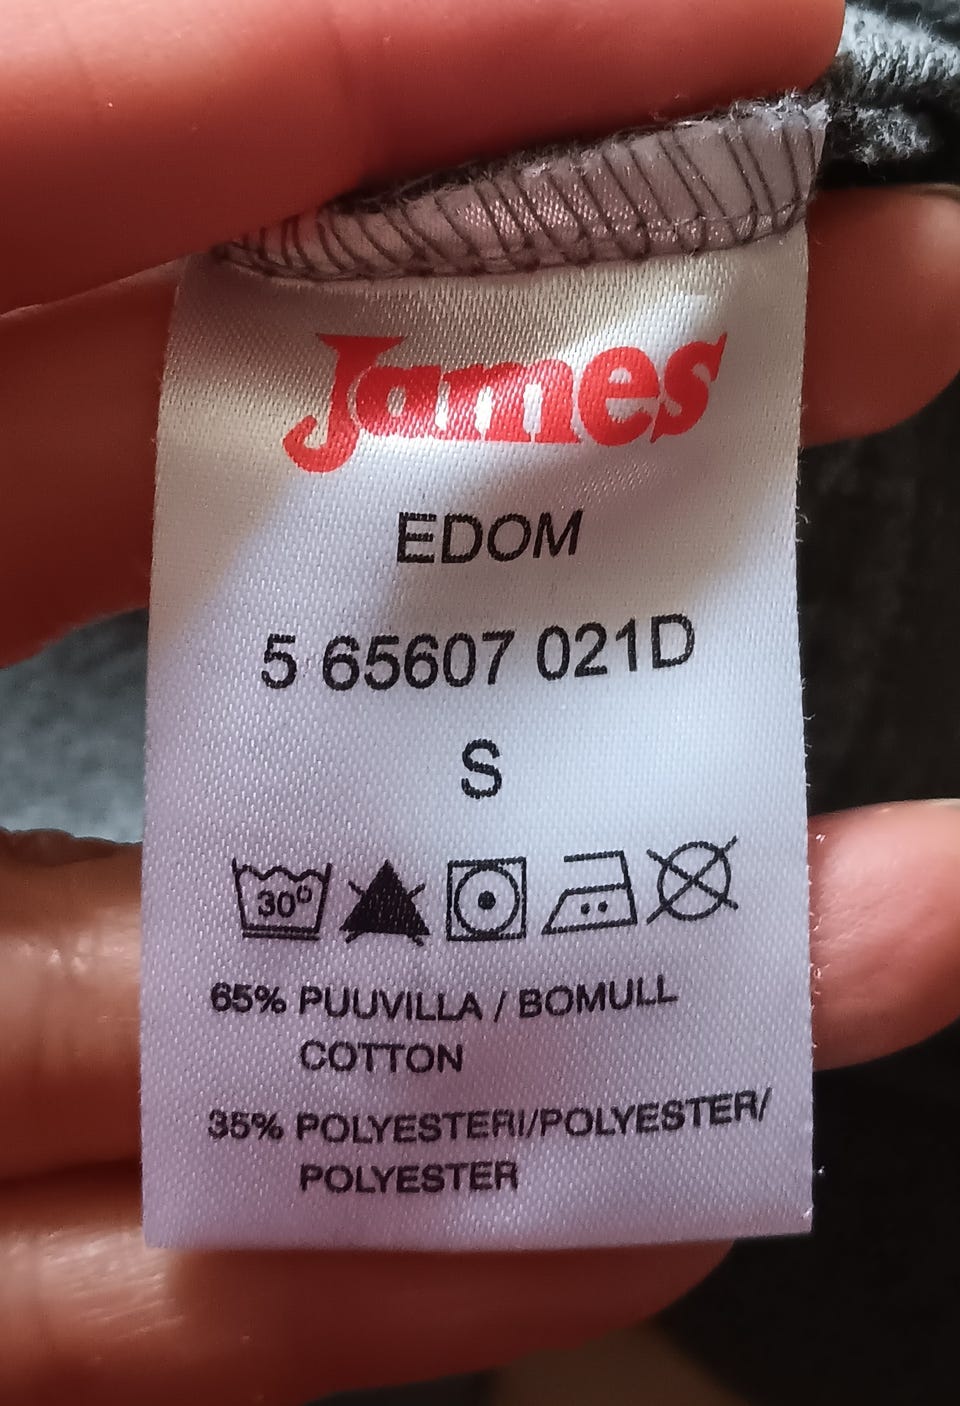 James
EDOM
5 65607 021D
S
30°
65% PUUVILLA / BOMULL
COTTON
35% POLYESTERI/POLYESTER/
POLYESTER